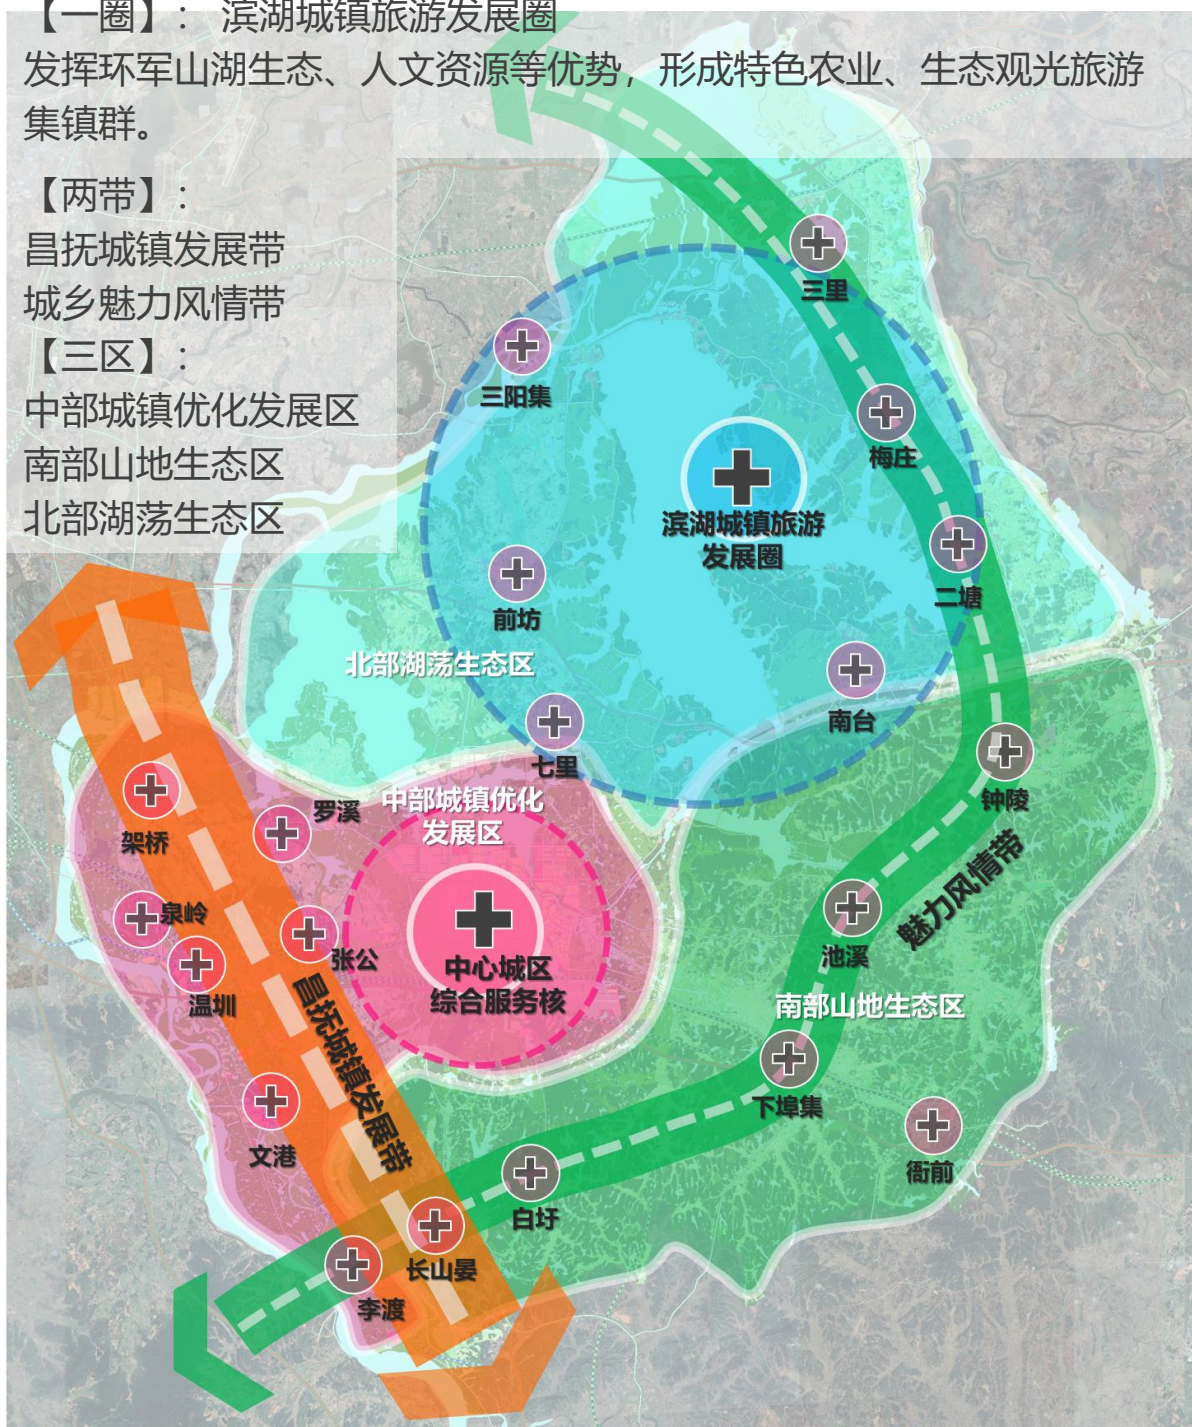 【一圈】： 滨湖城镇旅游发展圈
发挥环军山湖生态、人文资源等优势，形成特色农业、生态观光旅游
集镇群。
【两带】：
昌抚城镇发展带
城乡魅力风情带
【三区】：
中部城镇优化发展区
南部山地生态区
北部湖荡生态区
三里
三阳集
梅庄
滨湖城镇旅游
发展圈
二塘
前坊
北部湖荡生态区
南台
七里
钟陵
中部城镇优化
发展区
罗溪
架桥
魅力风情带
泉岭
张公
池溪
中心城区
综合服务核
温圳
昌抚城镇发展带
南部山地生态区
下埠集
文港
衙前
白圩
长山晏
李渡